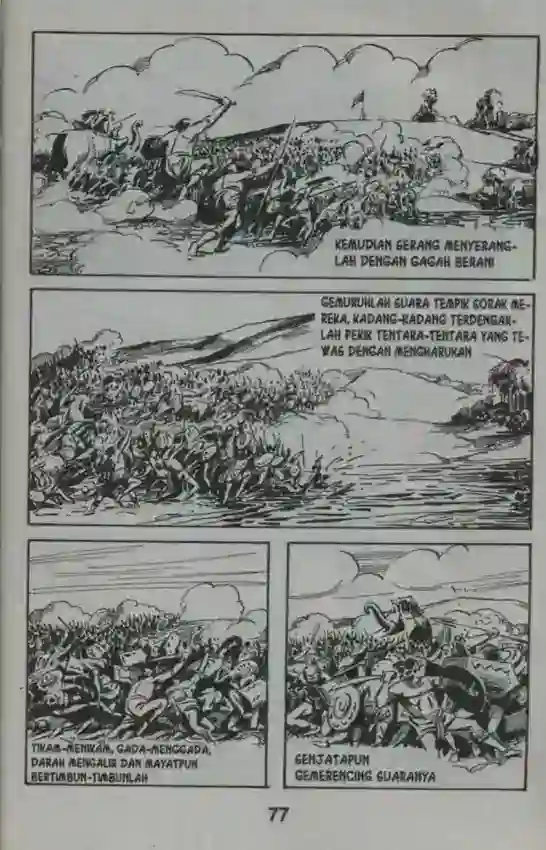 KEMUDIAN SERANG MENYERANG-
LAH DENGAN GAGAH BERANI
GEMURUHLAH SUARA TEMPIK SORAK ME-
REKA, KADANG-KADANG TERDENGAR-
LAH PEKIK TENTARA-TENTARA YANG TE-
WAS DENGAN MENGHARUKAN
TIKAM-MENIKAM, GADA-MENGGADA,
DARAH MENGALIR DAN MAYATPUN
BERTIMBUN-TIMBUNLAH
SENJATAPUN
GEMERENCING SUARANYA
77